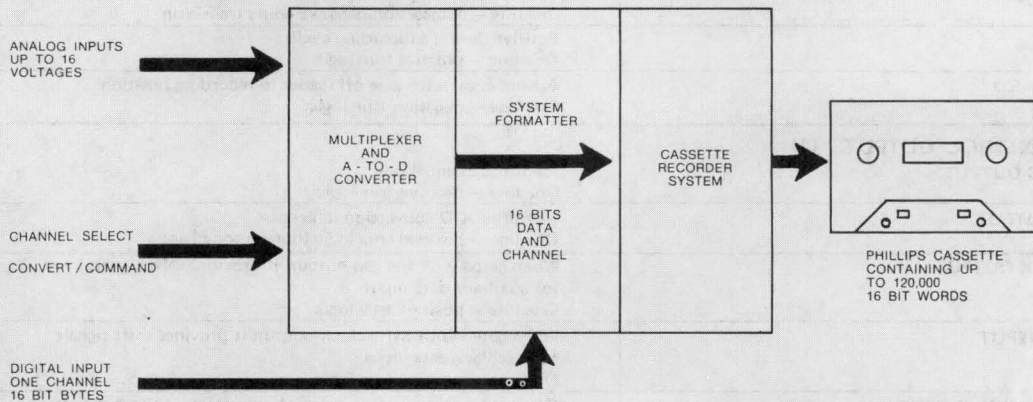 ANALOG INPUTS
UP TO 16
VOLTAGES
CHANNEL SELECT
CONVERT/COMMAND
DIGITAL INPUT
ONE CHANNEL
16 BIT BYTES
MULTIPLEXER
AND
A - TO - D
CONVERTER
SYSTEM
FORMATTER
16 BITS
DATA
AND
CHANNEL
CASSETTE
RECORDER
SYSTEM
PHILLIPS CASSETTE
CONTAINING UP
TO 120,000
16 BIT WORDS